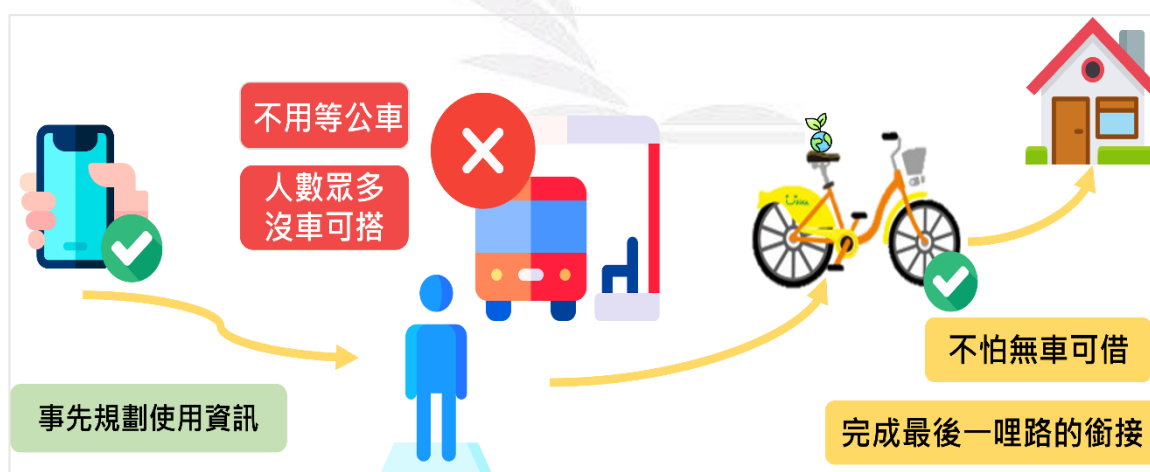 不用等公車
人數眾多
沒車可搭
事先規劃使用資訊
不怕無車可借
完成最後一哩路的銜接